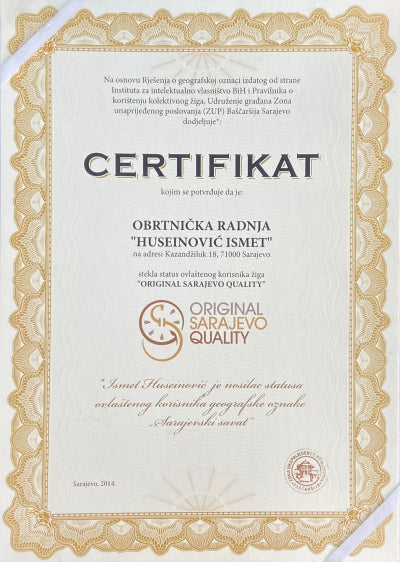 Na osnovu Rješenja o geografskoj oznaci izdatog od strane
Instituta za intelektualno vlasništvo BiH i Pravilnika o
korištenju kolektivnog žiga, Udruženje građana Zona
unaprijeđenog poslovanja (ZUP) Baščaršija Sarajevo
dodjeljuje*:
CERTIFIKAT
kojim se potvrđuje da je:
OBRTNIČKA RADNJA
"HUSEINOVIĆ ISMET"
na adresi Kazandžiluk 18, 71000 Sarajevo
stekla status ovlaštenog korisnika žiga
"ORIGINAL SARAJEVO QUALITY"
ORIGINAL
SARAJEVO
QUALITY
"Ismet Huseinović je nosilac statusa
ovlaštenog korisnika geografske oznake
„Sarajevski savat"
Sarajevo, 2014.